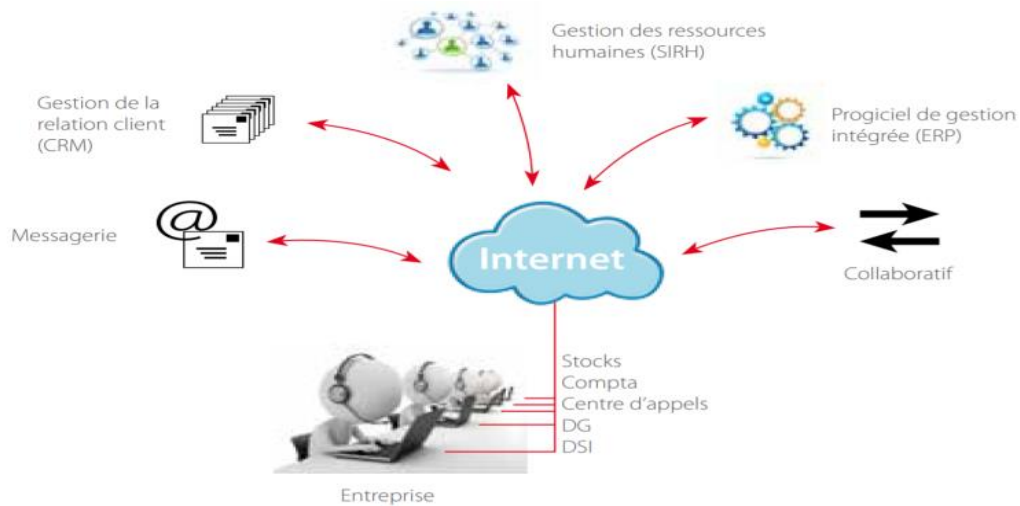 Gestion des ressources
humaines (SIRH)
Gestion de la
relation client
(CRM)
Progiciel de gestion
intégrée (ERP)
Messagerie
@
Internet
Collaboratif
Stocks
Compta
Centre d'appels
DG
DSI
Entreprise